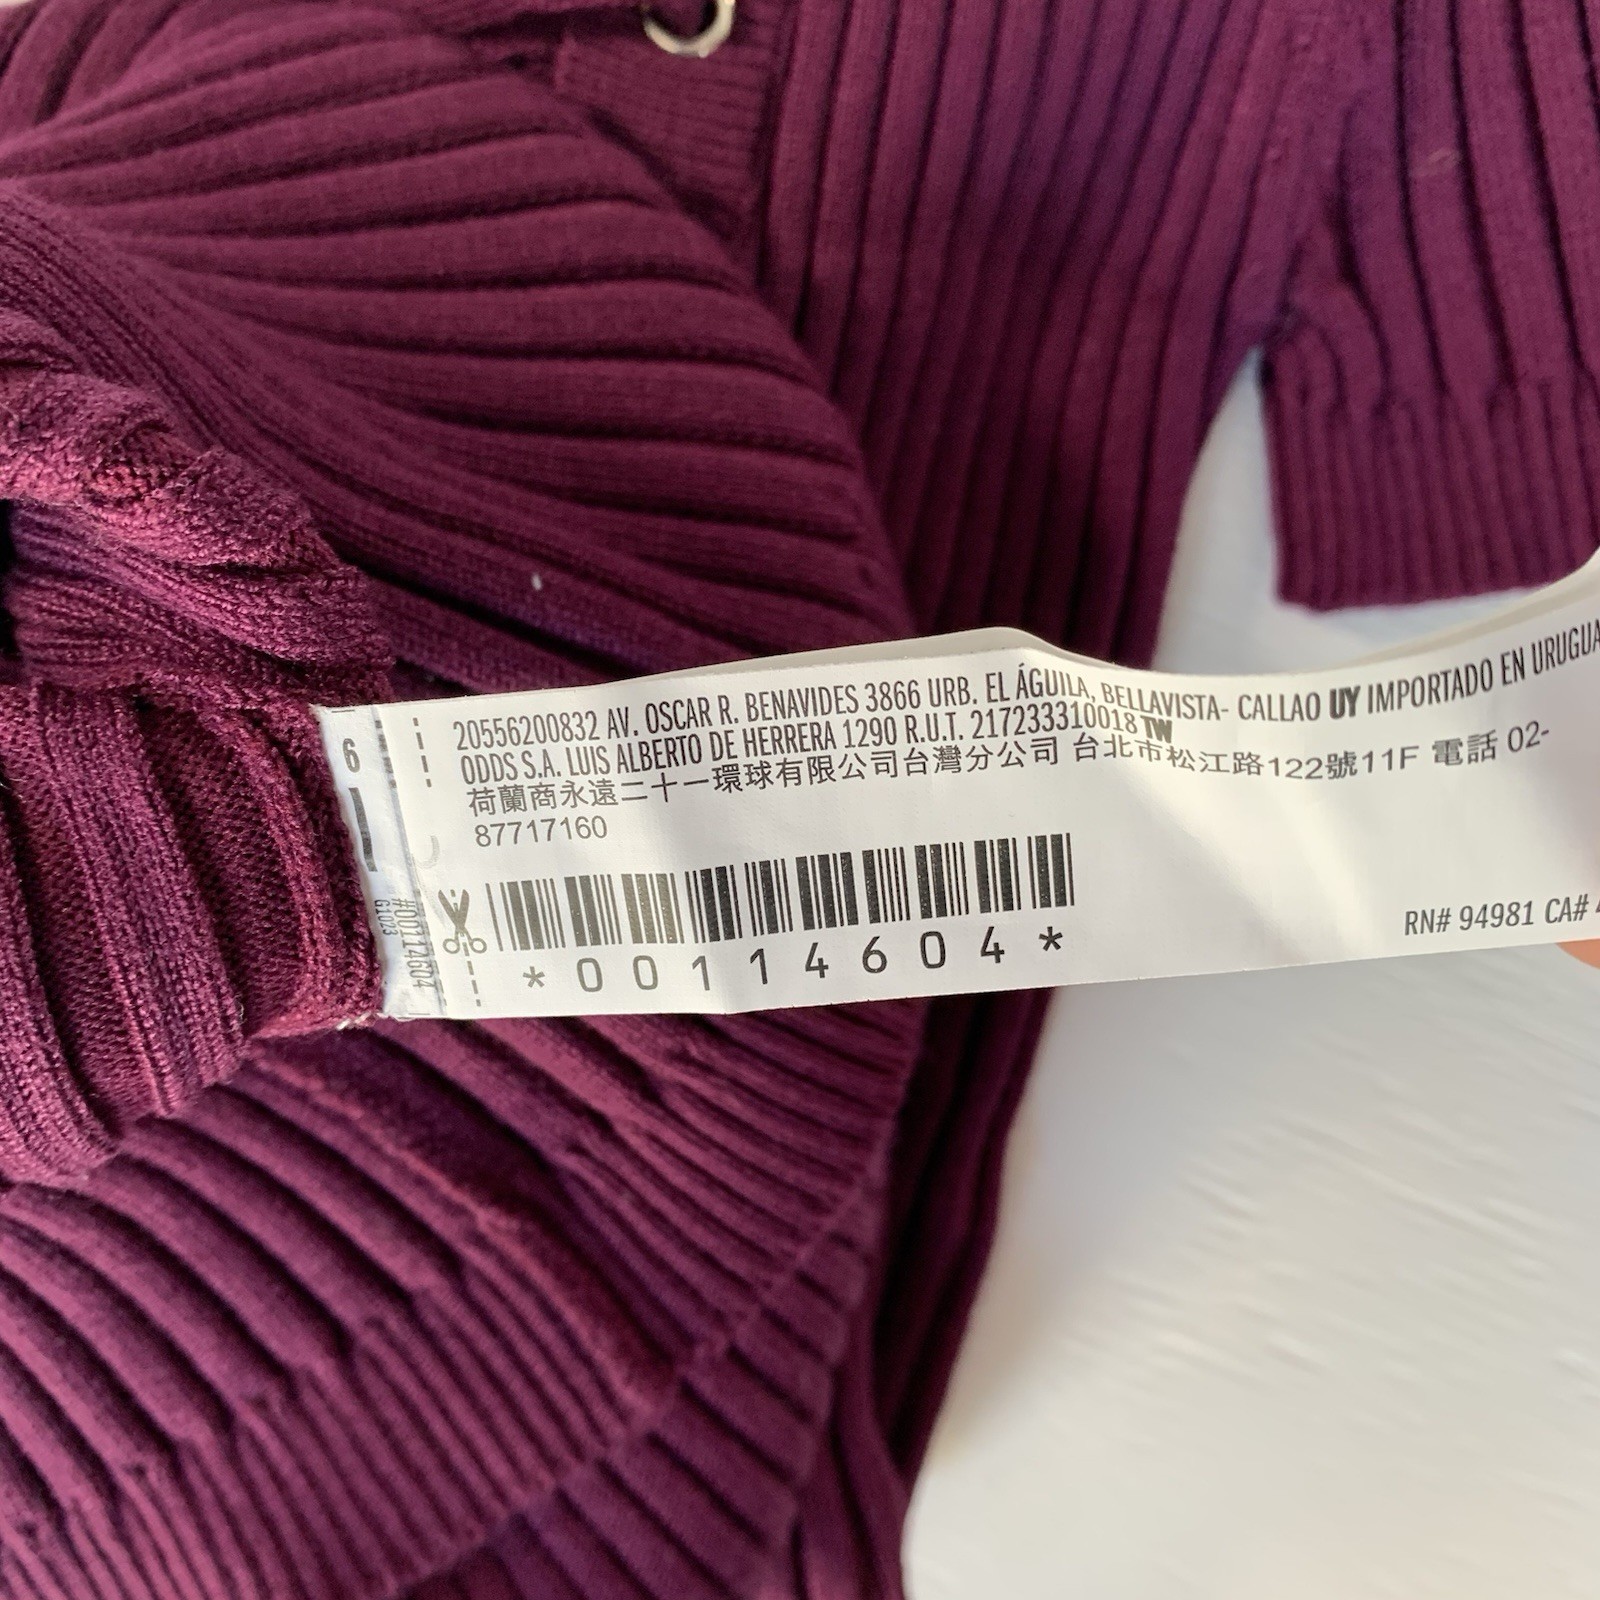 20556200832 AV. OSCAR R. BENAVIDES 3866 URB. EL ÁGUILA, BELLAVISTA- CALLAO UY IMPORTADO EN URUGUA
ODDS S.A. LUIS ALBERTO DE HERRERA 1290 R.U.T. 217233310018 TW
荷蘭商永遠二十一環球有限公司台灣分公司 台北市松江路122號11F 電話 02-
87717160
*00114604*
RN# 94981 CA#
6
#00114604
G1023